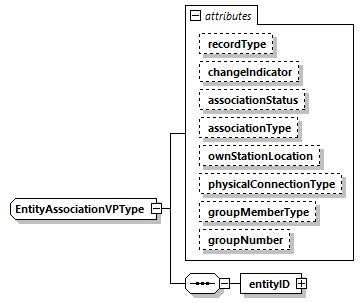 attributes
recordType
changeIndicator
associationStatus
associationType
ownStationLocation
physicalConnectionType
groupMemberType
groupNumber
EntityAssociationVPType
entityID